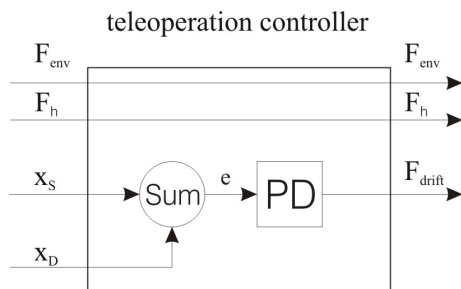 teleoperation controller
F_env F_env
F_h F_h
x_S Sum e PD F_drift
x_D